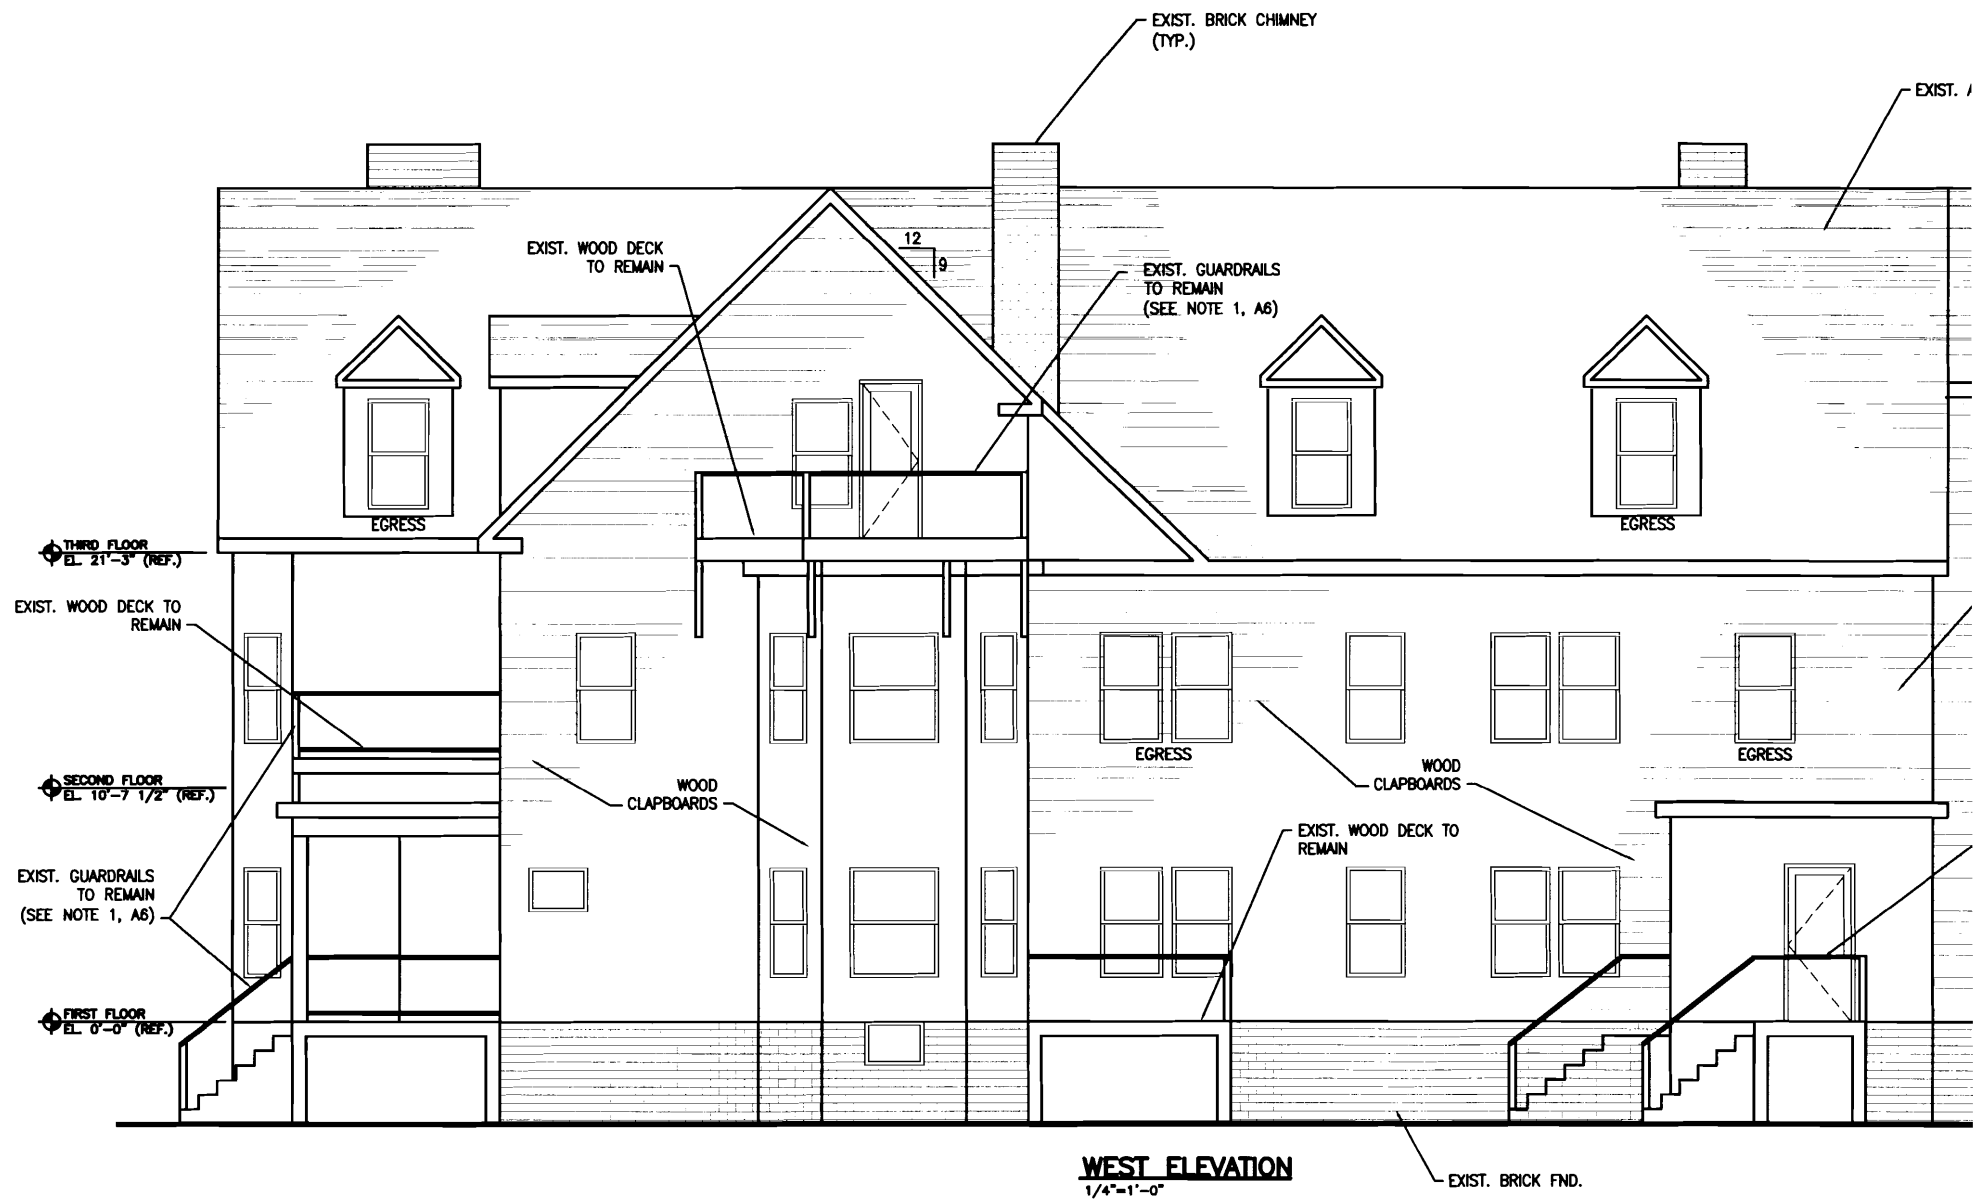 EXIST. BRICK CHIMNEY
(TYP.)
EXIST.
12
9
EXIST. WOOD DECK
TO REMAIN
EXIST. GUARDRAILS
TO REMAIN
(SEE NOTE 1, A6)
EGRESS
EGRESS
THIRD FLOOR
EL. 21'-3" (REF.)
EXIST. WOOD DECK TO
REMAIN
EGRESS
EGRESS
SECOND FLOOR
EL. 10'-7 1/2" (REF.)
WOOD
CLAPBOARDS
WOOD
CLAPBOARDS
EXIST. WOOD DECK TO
REMAIN
EXIST. GUARDRAILS
TO REMAIN
(SEE NOTE 1, A6)
FIRST FLOOR
EL. 0'-0" (REF.)
WEST ELEVATION
1/4"=1'-0"
EXIST. BRICK FND.